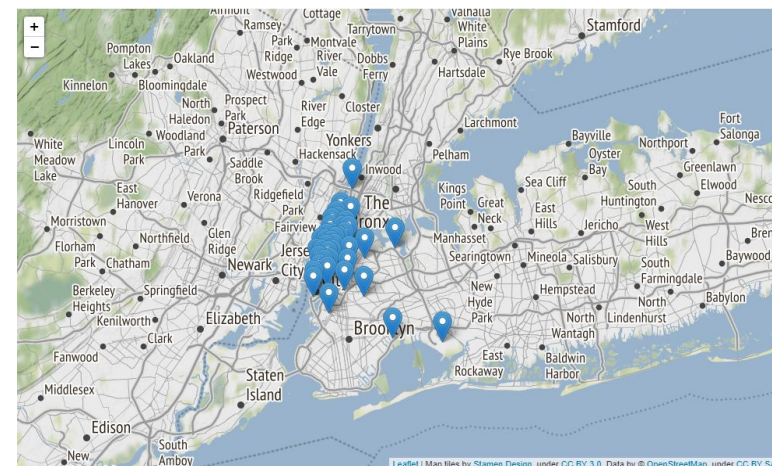 +
−
Cottage
Valhalla
Ramsey
Tarrytown
White
Plains
Stamford
Park
Ridge
Montvale
River
Vale
Pompton
Lakes
Oakland
Dobbs
Ferry
Rye Brook
Westwood
Hartsdale
Kinnelon
Bloomingdale
North
Haledon
Prospect
Park
River
Edge
Closter
Woodland
Park
Paterson
Yonkers
Larchmont
Fort
Salonga
White
Meadow
Lake
Lincoln
Park
Hackensack
Bayville
Northport
Saddle
Brook
Inwood
Pelham
Oyster
Bay
Greenlawn
East
Hanover
Verona
Ridgefield
Park
The
Kings
Point
Sea Cliff
South
Huntington
Elwood
Great
Neck
Morristown
Northfield
Glen
Ridge
Fairview
East
Hills
Jericho
West
Hills
Florham
Park
Chatham
Manhasset
Newark
City
Searingtown
Mineola
Salisbury
South
Farmingdale
Baywood
Berkeley
Heights
Springfield
New
Hyde
Park
Hempstead
North
Lindenhurst
Babylon
Kenilworth
Elizabeth
Brooklyn
North
Wantagh
Clark
Fanwood
East
Rockaway
Baldwin
Harbor
Staten
Island
Middlesex
Edison
South
Amboy
New
Leaflet | Map tiles by Stamen Design, under CC BY 3.0. Data by © OpenStreetMap, under CC BY